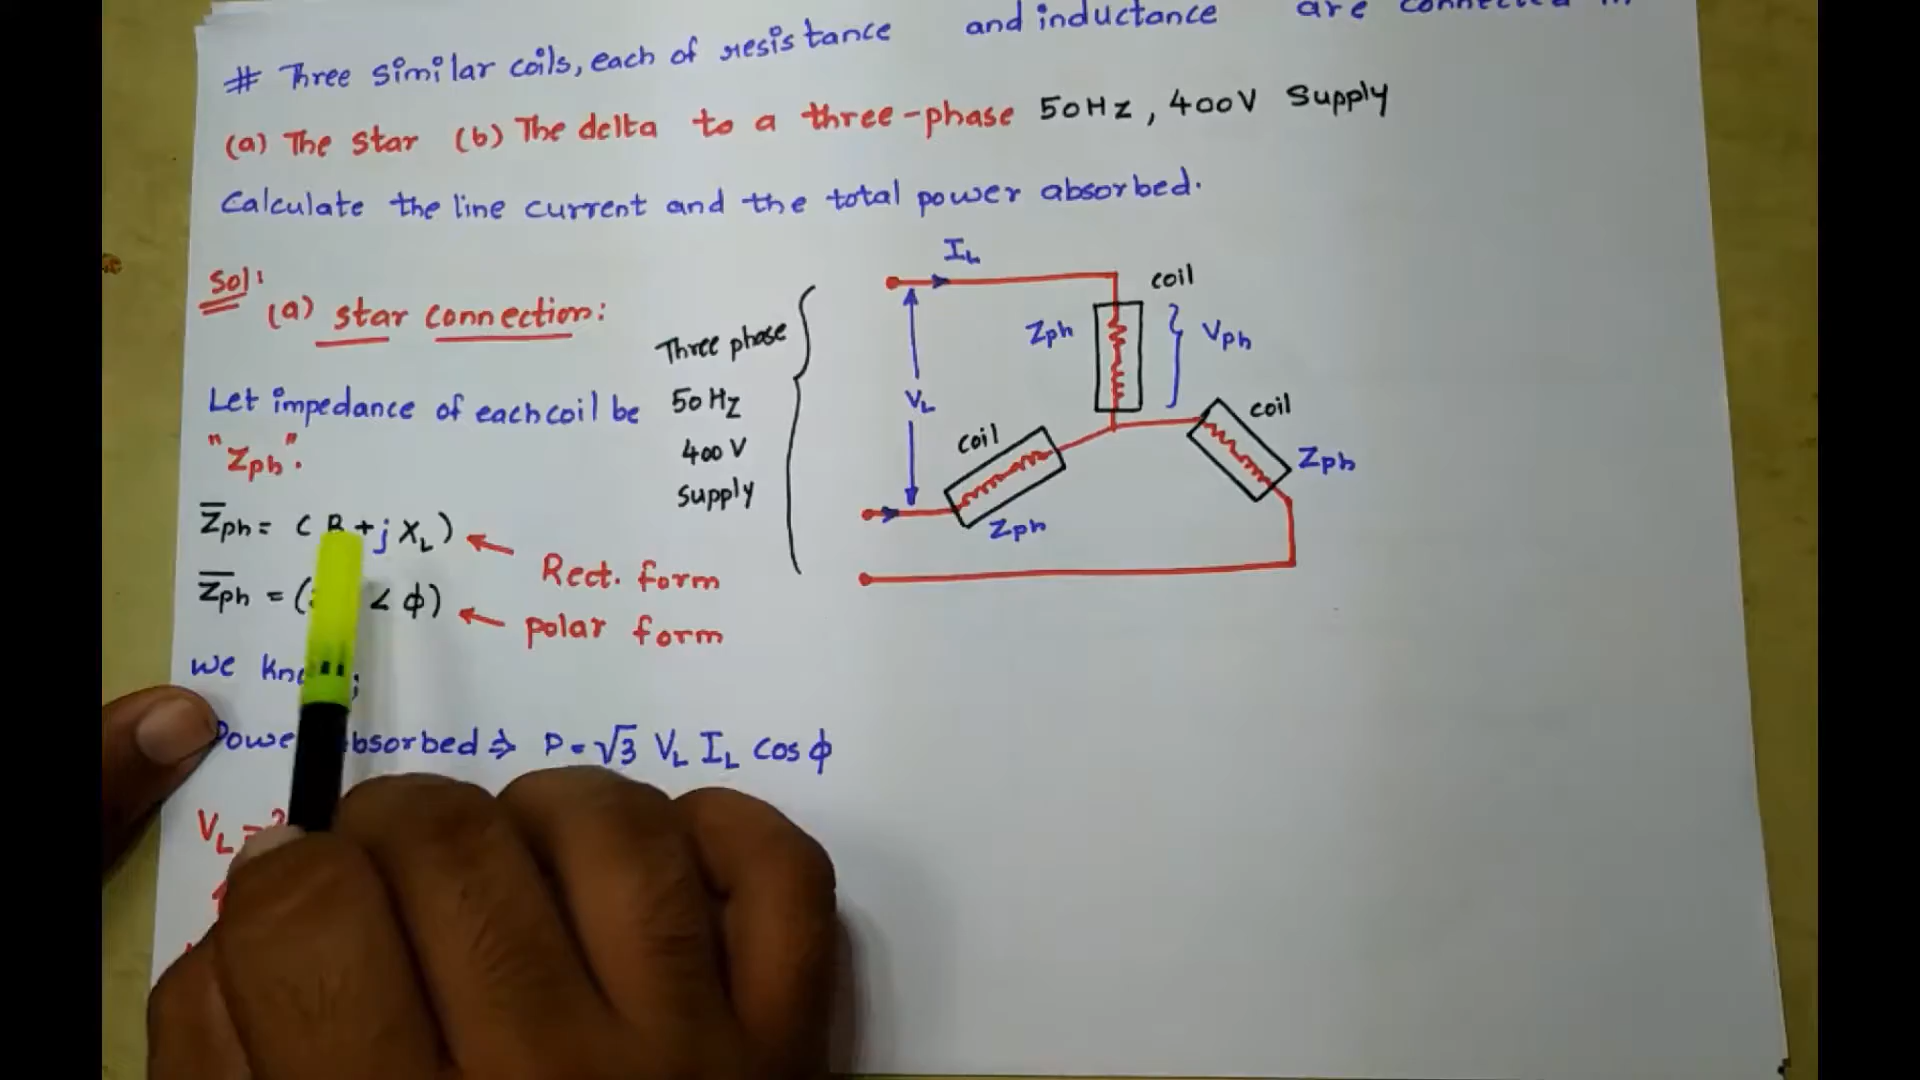 # Three similar coils, each of resistance and inductance are connected in
(a) The star (b) The delta to a three-phase 50Hz, 400V Supply
Calculate the line current and the total power absorbed.
Sol:
(a) star connection:
Let impedance of each coil be
"Zph".
Z̅ph = (R+j XL) ← Rect. form
Z̅ph = ( < ϕ) ← polar form
we
absorbed ⇒ P = √3 VL IL cos ϕ
VL =
Three phase
50 Hz
400 V
supply
IL
coil
Zph
Vph
VL
coil
Zph
coil
Zph